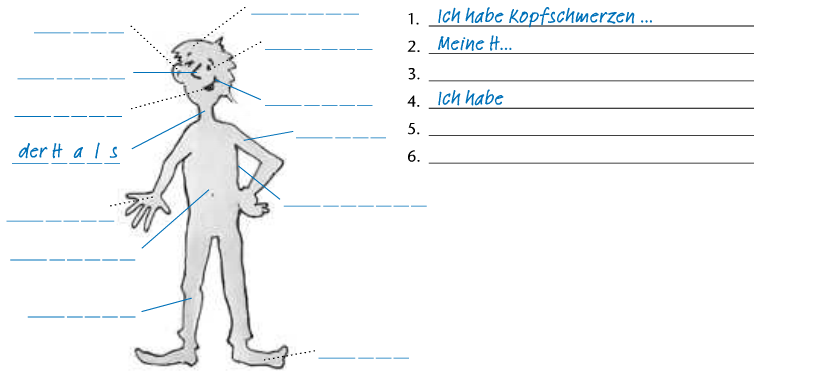 der H a l s
1. Ich habe Kopfschmerzen ...
2. Meine H...
3.
4. Ich habe
5.
6.